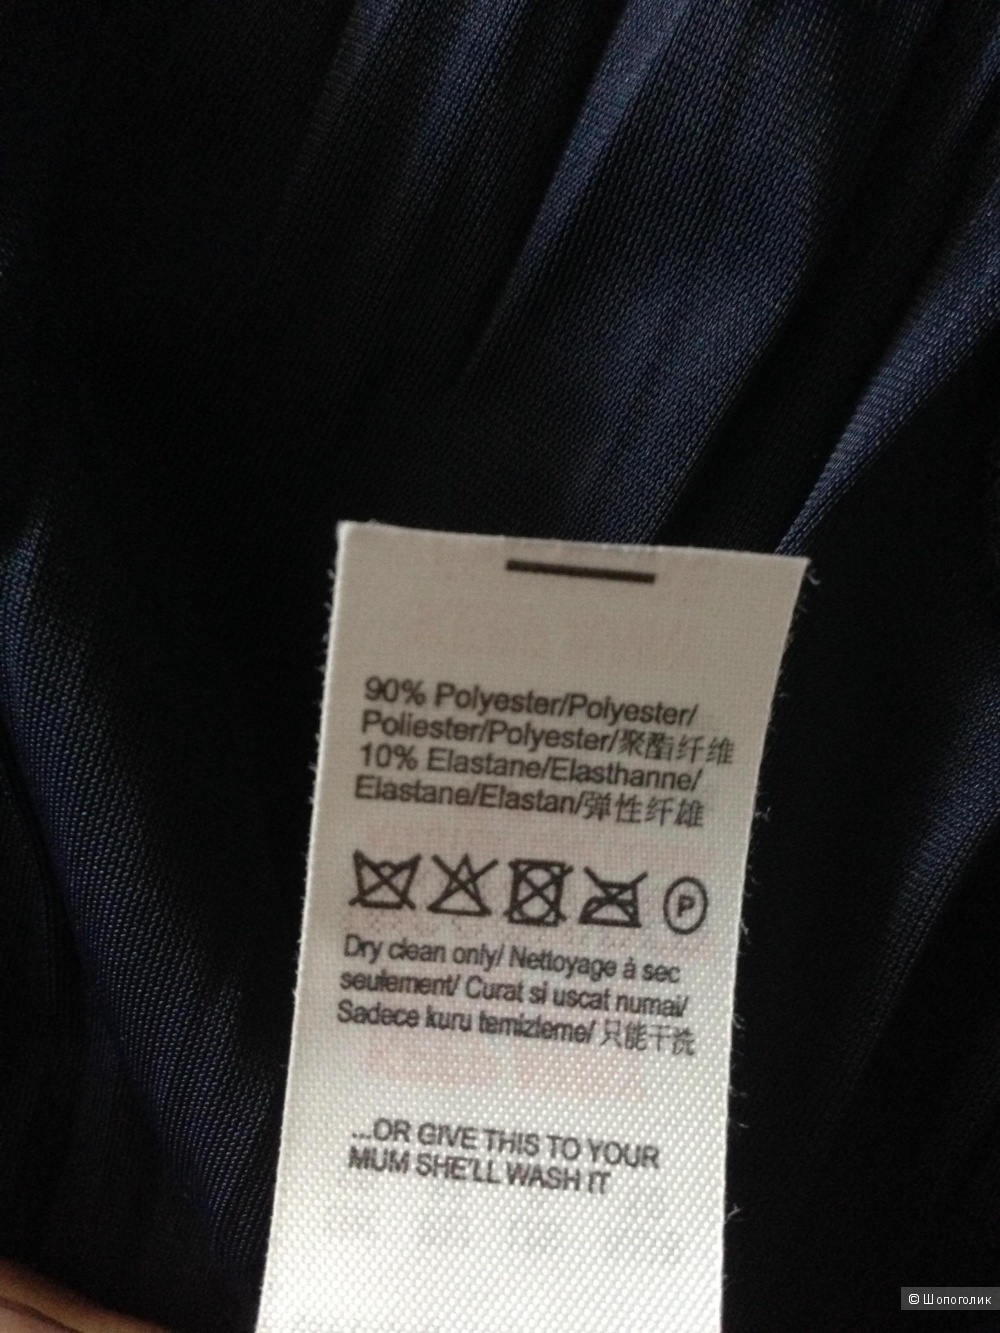 90% Polyester/Polyester/
Poliester/Polyester/聚酯纤维
10% Elastane/Elasthanne/
Elastane/Elastan/弹性纤雄
P
Dry clean only/ Nettoyage à sec
seulement/ Curat si uscat numai/
Sadece kuru temizleme/ 只能干洗
...OR GIVE THIS TO YOUR
MUM SHE'LL WASH IT
© Шопоголик